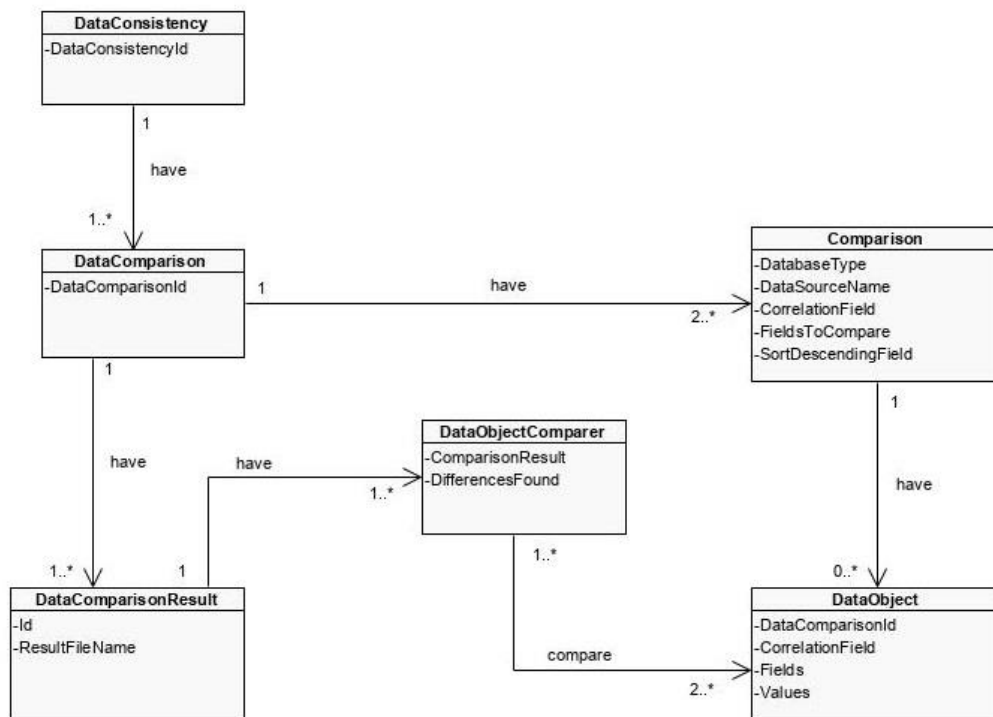 DataConsistency
-DataConsistencyId
1
have
1..*
DataComparison
-DataComparisonId
1
have
2..*
Comparison
-DatabaseType
-DataSourceName
-CorrelationField
-FieldsToCompare
-SortDescendingField
1
have
1..*
1
have
1..*
DataObjectComparer
-ComparisonResult
-DifferencesFound
1
have
0..*
DataComparisonResult
-Id
-ResultFileName
1..*
compare
2..*
DataObject
-DataComparisonId
-CorrelationField
-Fields
-Values